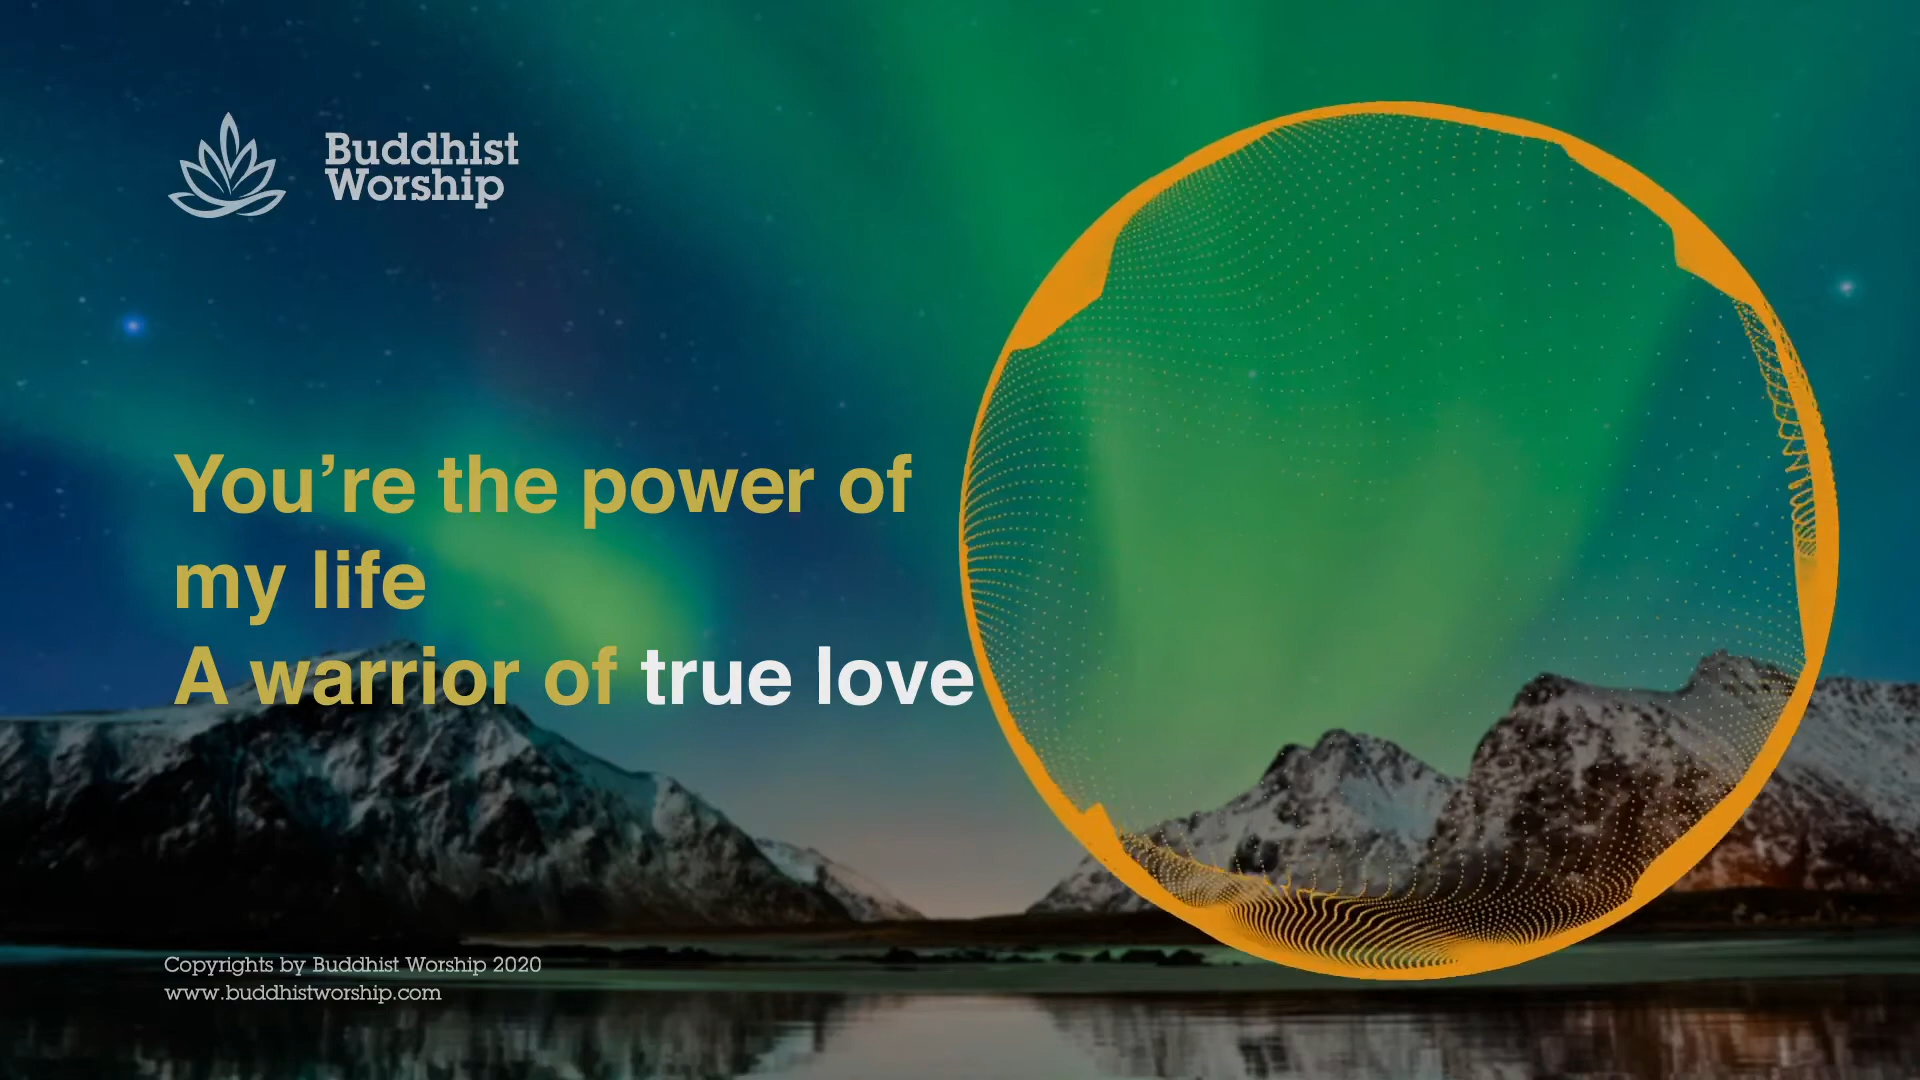 Buddhist
Worship
You’re the power of
my life
A warrior of true love
Copyrights by Buddhist Worship 2020
www.buddhistworship.com